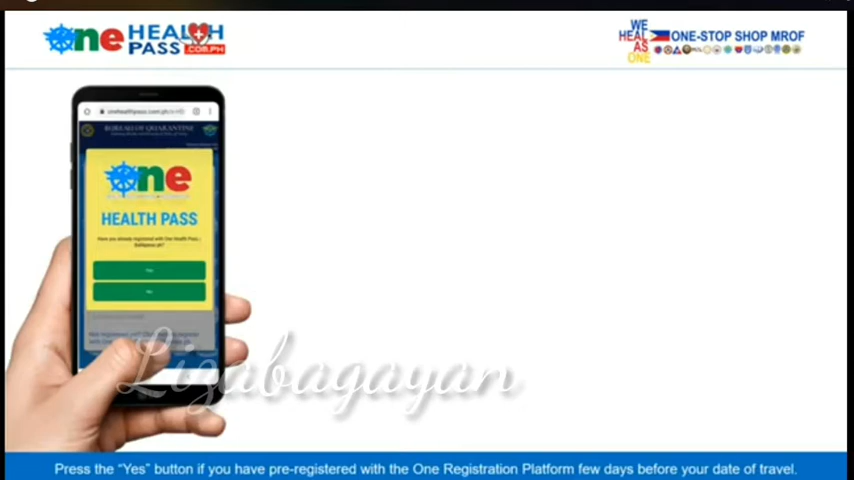 One HEALTH PASS .COM.PH
WE HEAL AS ONE
ONE-STOP SHOP MROF
BUREAU OF QUARANTINE
One
HEALTH PASS
Have you already registered with One Health Pass
Yes
No
Lizabagayan
Press the “Yes” button if you have pre-registered with the One Registration Platform few days before your date of travel.